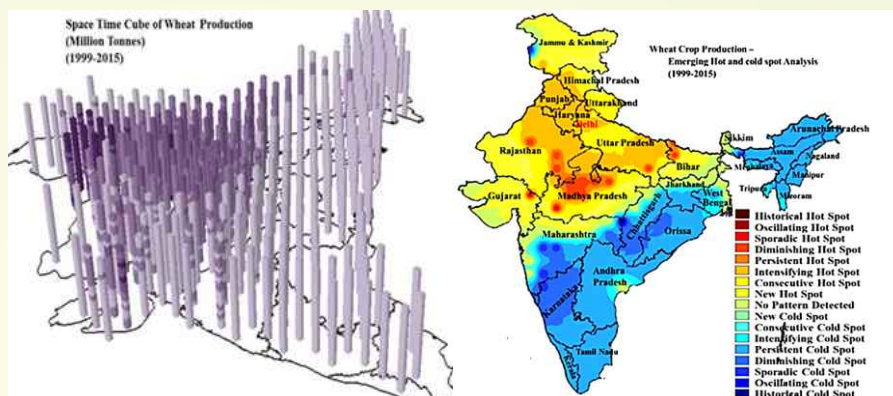 Space Time Cube of Wheat Production
(Million Tonnes)
(1999-2015)
Wheat Crop Production –
Emerging Hot and cold spot Analysis
(1999-2015)
Jammu & Kashmir
Himachal Pradesh
Punjab
Uttarakhand
Haryana
Delhi
Rajasthan
Uttar Pradesh
Sikkim
Arunachal Pradesh
Assam
Nagaland
Bihar
Meghalaya
Manipur
Gujarat
Madhya Pradesh
Jharkhand
Tripura
Mizoram
West
Bengal
Chhattisgarh
Maharashtra
Orissa
Andhra
Pradesh
Karnataka
Tamil Nadu
Kerala
Historical Hot Spot
Oscillating Hot Spot
Sporadic Hot Spot
Diminishing Hot Spot
Persistent Hot Spot
Intensifying Hot Spot
Consecutive Hot Spot
New Hot Spot
No Pattern Detected
New Cold Spot
Consecutive Cold Spot
Intensifying Cold Spot
Persistent Cold Spot
Diminishing Cold Spot
Sporadic Cold Spot
Oscillating Cold Spot
Historical Cold Spot